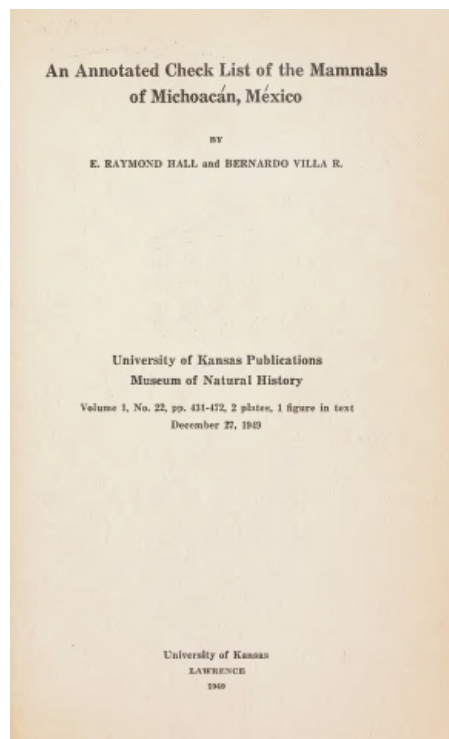 An Annotated Check List of the Mammals
of Michoacán, México
BY
E. RAYMOND HALL and BERNARDO VILLA R.
University of Kansas Publications
Museum of Natural History
Volume 1, No. 22, pp. 431-472, 2 plates, 1 figure in text
December 27, 1949
University of Kansas
LAWRENCE
1949